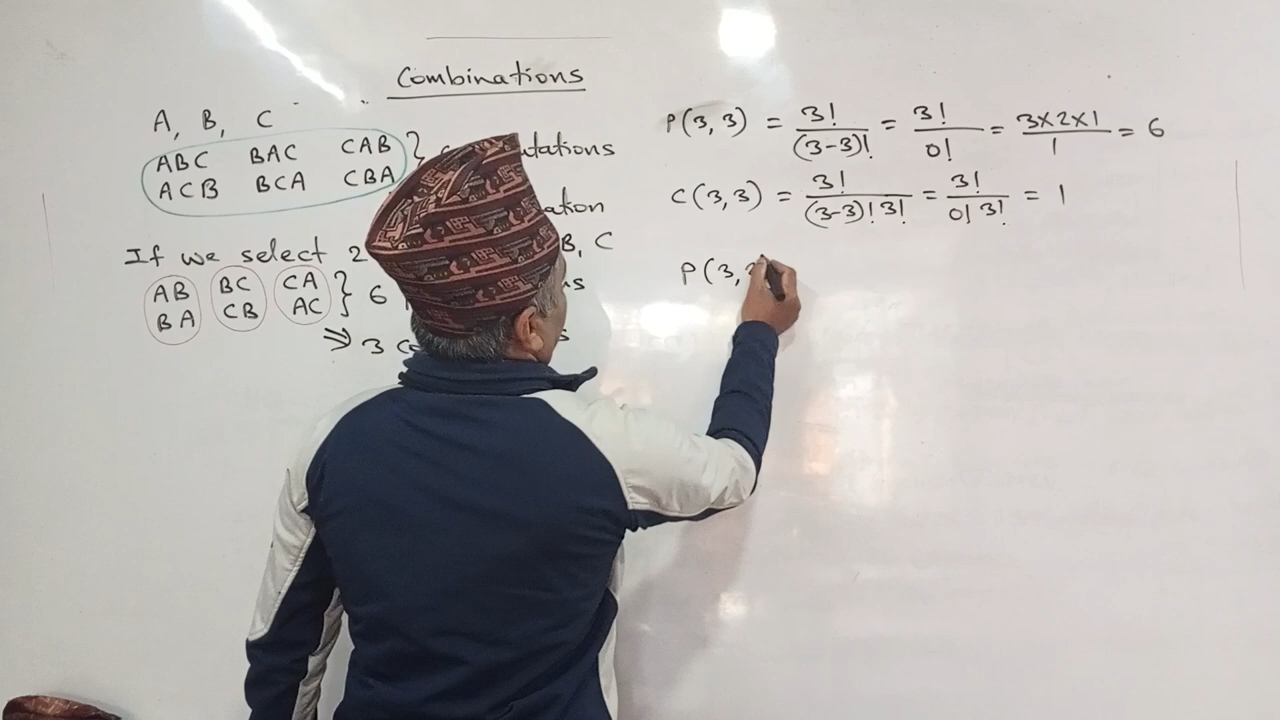 Combinations
A, B, C
ABC BAC CAB }
ACB BCA CBA
If we select 2 B, C
AB BC CA } 6
BA CB AC
⇒ 3
P(3, 3) = 3!/(3-3)! = 3!/0! = 3×2×1/1 = 6
C(3,3) = 3!/(3-3)! 3! = 3!/0! 3! = 1
P(3,